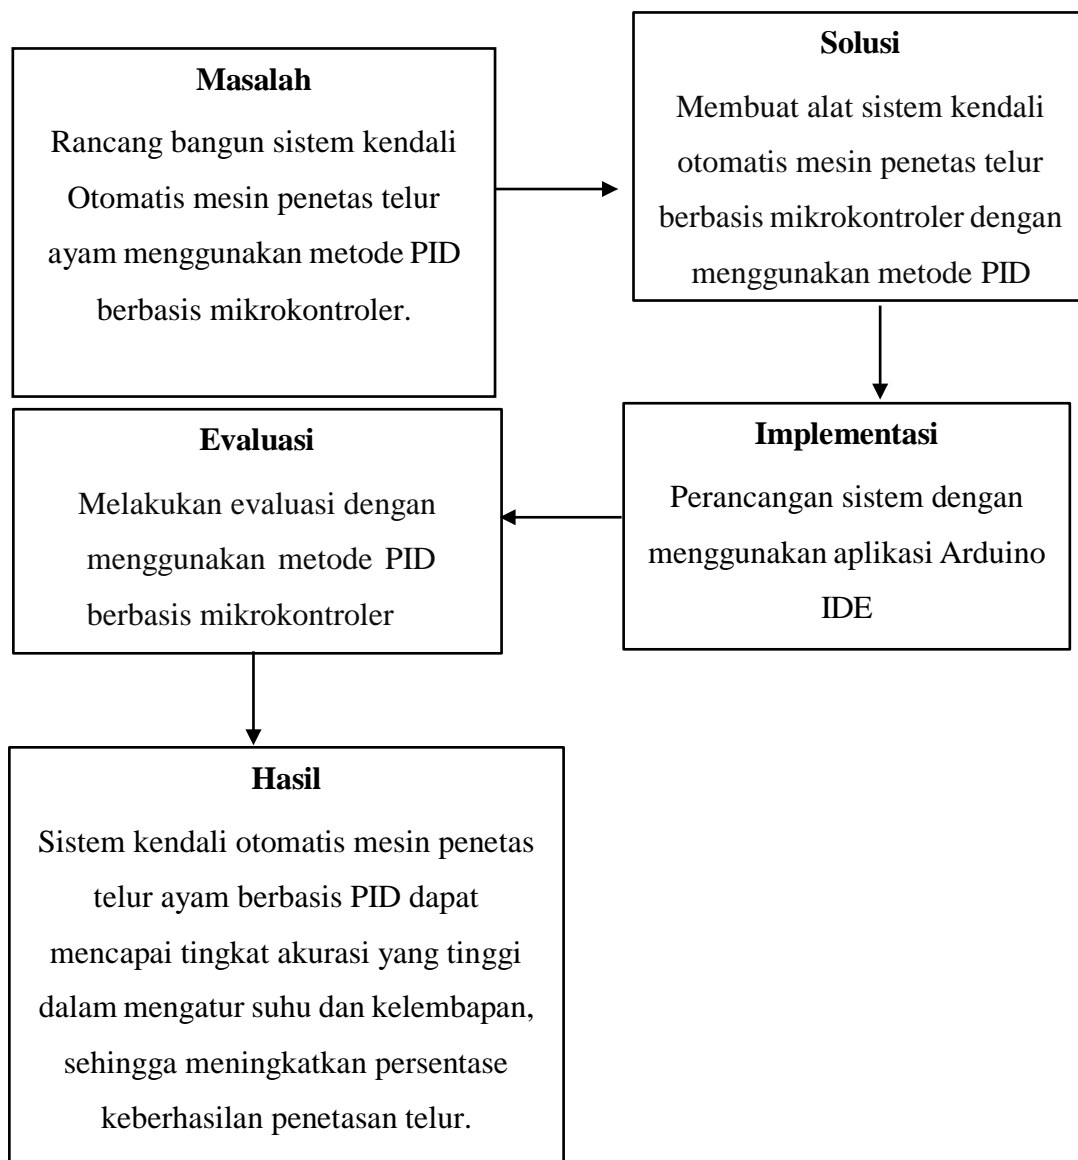 Masalah
Rancang bangun sistem kendali
Otomatis mesin penetas telur
ayam menggunakan metode PID
berbasis mikrokontroler.
Solusi
Membuat alat sistem kendali
otomatis mesin penetas telur
berbasis mikrokontroler dengan
menggunakan metode PID
Implementasi
Perancangan sistem dengan
menggunakan aplikasi Arduino
IDE
Evaluasi
Melakukan evaluasi dengan
menggunakan metode PID
berbasis mikrokontroler
Hasil
Sistem kendali otomatis mesin penetas
telur ayam berbasis PID dapat
mencapai tingkat akurasi yang tinggi
dalam mengatur suhu dan kelembapan,
sehingga meningkatkan persentase
keberhasilan penetasan telur.